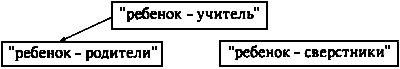 "ребенок – учитель"
"ребенок – родители" "ребенок – сверстники"